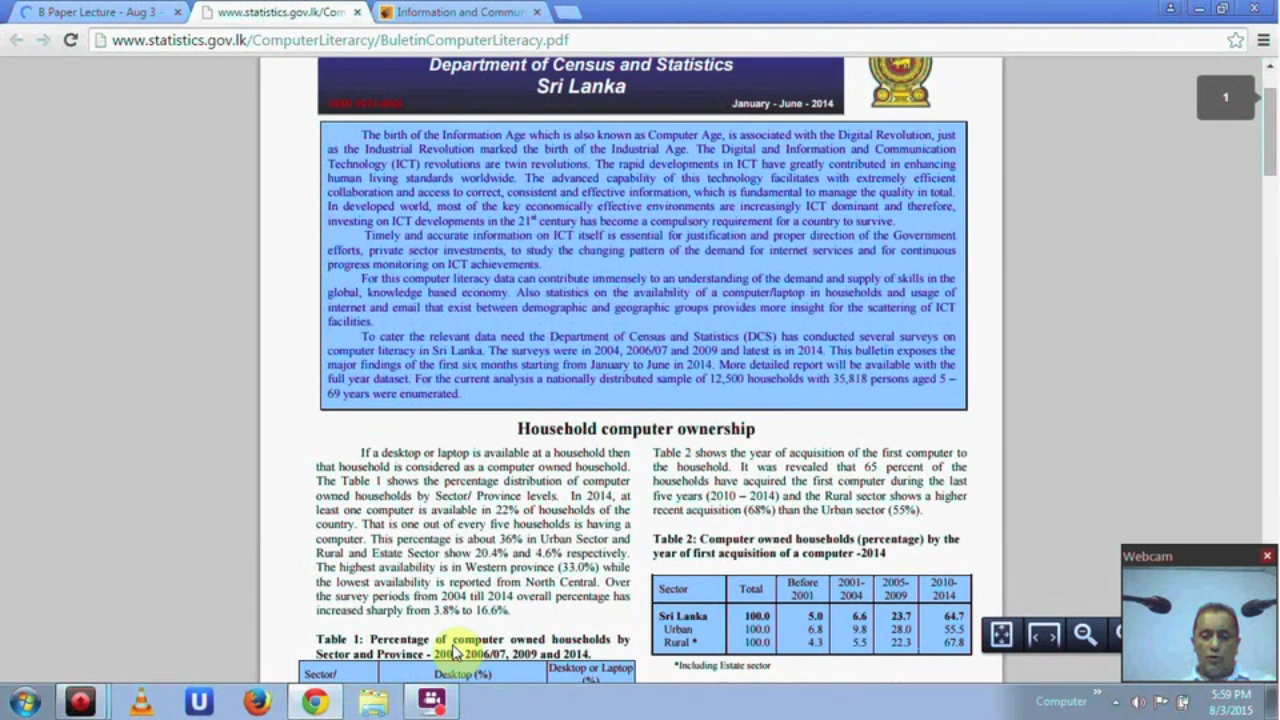 B Paper Lecture - Aug 3 -
www.statistics.gov.lk/Com
Information and Commun
www.statistics.gov.lk/ComputerLiterarcy/BuletinComputerLiteracy.pdf
Department of Census and Statistics
Sri Lanka
January - June - 2014
1
The birth of the Information Age which is also known as Computer Age, is associated with the Digital Revolution, just
as the Industrial Revolution marked the birth of the Industrial Age. The Digital and Information and Communication
Technology (ICT) revolutions are twin revolutions. The rapid developments in ICT have greatly contributed in enhancing
human living standards worldwide. The advanced capability of this technology facilitates with extremely efficient
collaboration and access to correct, consistent and effective information, which is fundamental to manage the quality in total.
In developed world, most of the key economically effective environments are increasingly ICT dominant and therefore,
investing on ICT developments in the 21st century has become a compulsory requirement for a country to survive.
Timely and accurate information on ICT itself is essential for justification and proper direction of the Government
efforts, private sector investments, to study the changing pattern of the demand for internet services and for continuous
progress monitoring on ICT achievements.
For this computer literacy data can contribute immensely to an understanding of the demand and supply of skills in the
global, knowledge based economy. Also statistics on the availability of a computer/laptop in households and usage of
internet and email that exist between demographic and geographic groups provides more insight for the scattering of ICT
facilities.
To cater the relevant data need the Department of Census and Statistics (DCS) has conducted several surveys on
computer literacy in Sri Lanka. The surveys were in 2004, 2006/07 and 2009 and latest is in 2014. This bulletin exposes the
major findings of the first six months starting from January to June in 2014. More detailed report will be available with the
full year dataset. For the current analysis a nationally distributed sample of 12,500 households with 35,818 persons aged 5 –
69 years were enumerated.
Household computer ownership
If a desktop or laptop is available at a household then
that household is considered as a computer owned household.
The Table 1 shows the percentage distribution of computer
owned households by Sector/ Province levels. In 2014, at
least one computer is available in 22% of households of the
country. That is one out of every five households is having a
computer. This percentage is about 36% in Urban Sector and
Rural and Estate Sector show 20.4% and 4.6% respectively.
The highest availability is in Western province (33.0%) while
the lowest availability is reported from North Central. Over
the survey periods from 2004 till 2014 overall percentage has
increased sharply from 3.8% to 16.6%.
Table 1: Percentage of computer owned households by
Sector and Province - 200 2006/07, 2009 and 2014.
Sector/ Desktop (%) Desktop or Laptop
(%)
Table 2 shows the year of acquisition of the first computer to
the household. It was revealed that 65 percent of the
households have acquired the first computer during the last
five years (2010 – 2014) and the Rural sector shows a higher
recent acquisition (68%) than the Urban sector (55%).
Table 2: Computer owned households (percentage) by the
year of first acquisition of a computer -2014
Sector Total Before 2001 2001-2004 2005-2009 2010-2014
Sri Lanka 100.0 5.0 6.6 23.7 64.7
Urban 100.0 6.8 9.8 28.0 55.5
Rural * 100.0 4.3 5.5 22.3 67.8
*Including Estate sector
Webcam
Computer
5:59 PM
8/3/2015